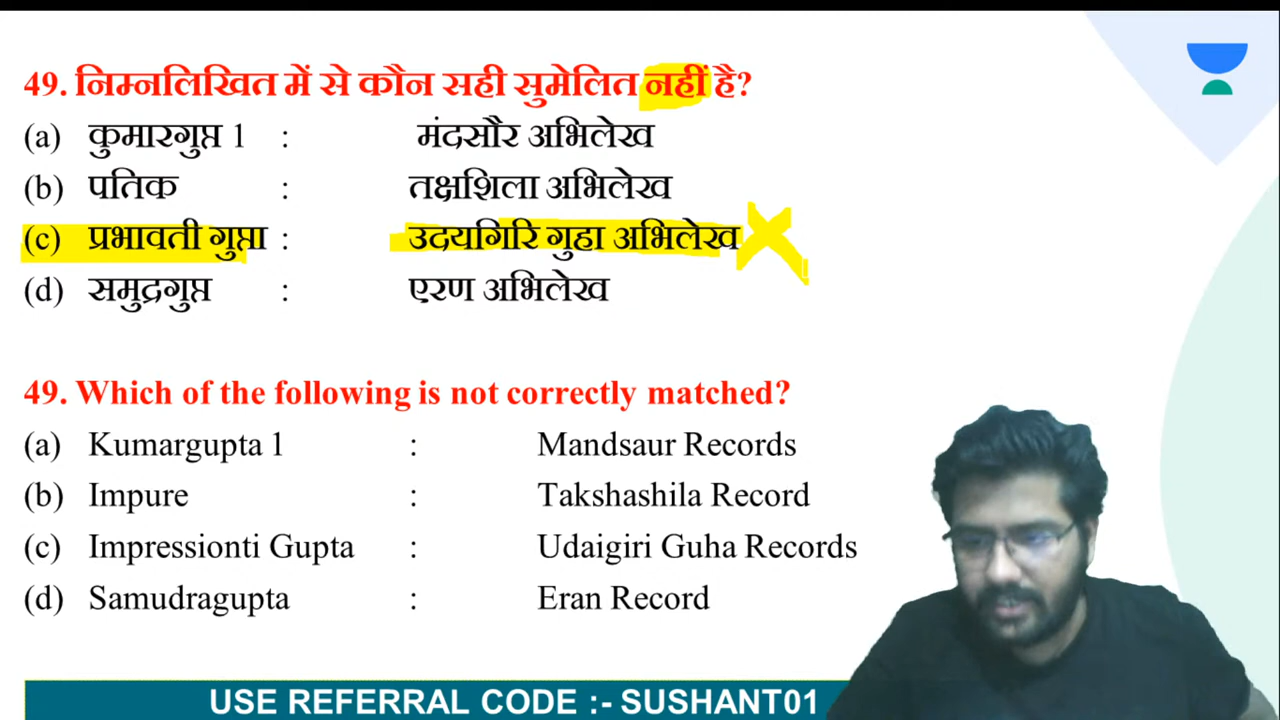 49. निम्नलिखित में से कौन सही सुमेलित नहीं है?
(a) कुमारगुप्त 1 : मंदसौर अभिलेख
(b) पतिक : तक्षशिला अभिलेख
(c) प्रभावती गुप्ता : उदयगिरि गुहा अभिलेख
(d) समुद्रगुप्त : एरण अभिलेख
49. Which of the following is not correctly matched?
(a) Kumargupta 1 : Mandsaur Records
(b) Impure : Takshashila Record
(c) Impressionti Gupta : Udaigiri Guha Records
(d) Samudragupta : Eran Record
USE REFERRAL CODE :- SUSHANT01